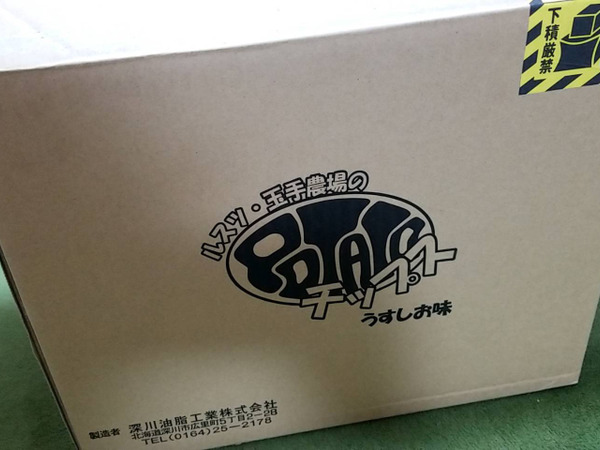 下積厳禁
ルスツ・玉手農場の
POTATO
チップス
うすしお味
製造者 深川油脂工業株式会社
北海道深川市広里町5丁目2-2B
TEL(0164)25-2178